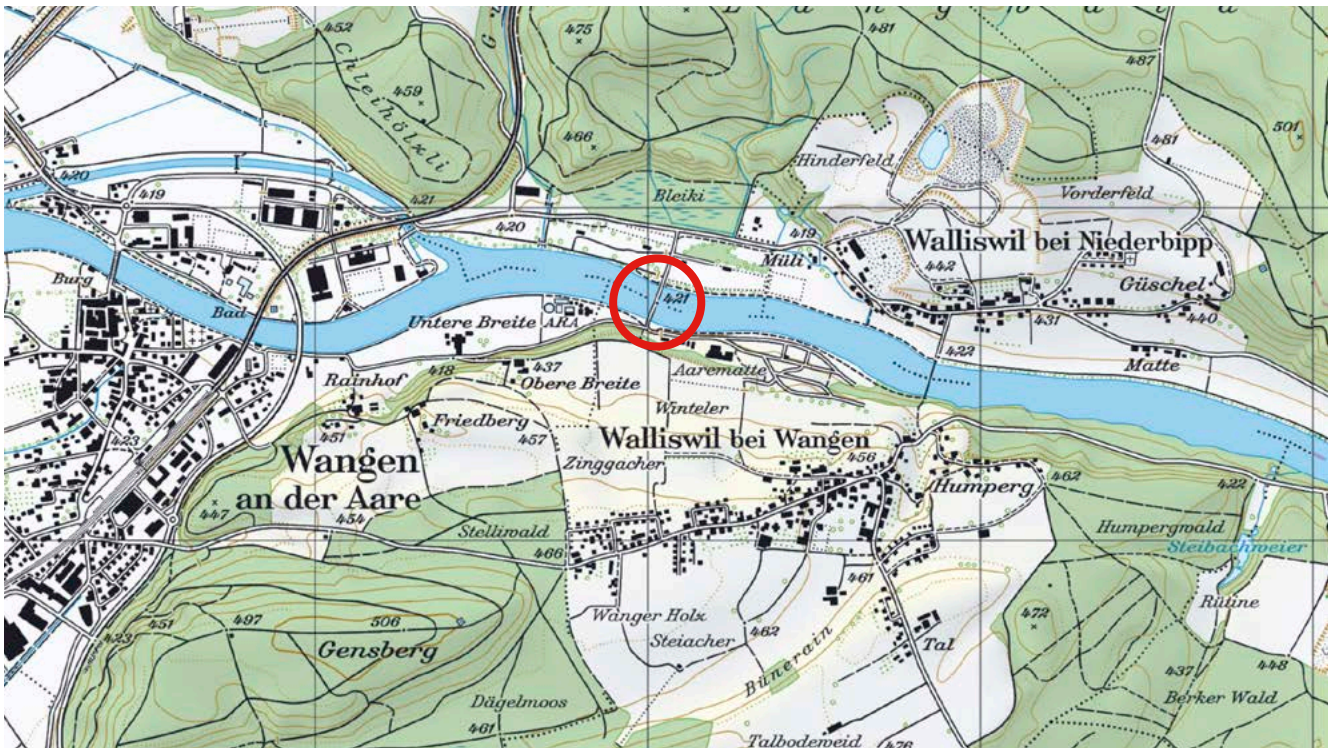 L a n g w a l d
452
475
481
487
Chleihölzli
459
466
501
481
Hinderfeld
Vorderfeld
420
419
421
Bleiki
420
419
Müli
Walliswil bei Niederbipp
442
Güschel
Burg
Bad
421
431
440
Untere Breite
ARA
422
Matte
418
437
Aarematte
Rainhof
Obere Breite
Winteler
Friedberg
457
451
423
Walliswil bei Wangen
456
Zinggacher
Wangen
an der Aare
462
Humperg
422
447
454
Stelliwald
Humpergwald
466
Steibachweier
461
Rütine
451
497
506
Wanger Holz
472
423
Gensberg
Steiacher
462
Tal
Bünerain
437
448
Dägelmoos
Berker Wald
461
Talbodeweid
476